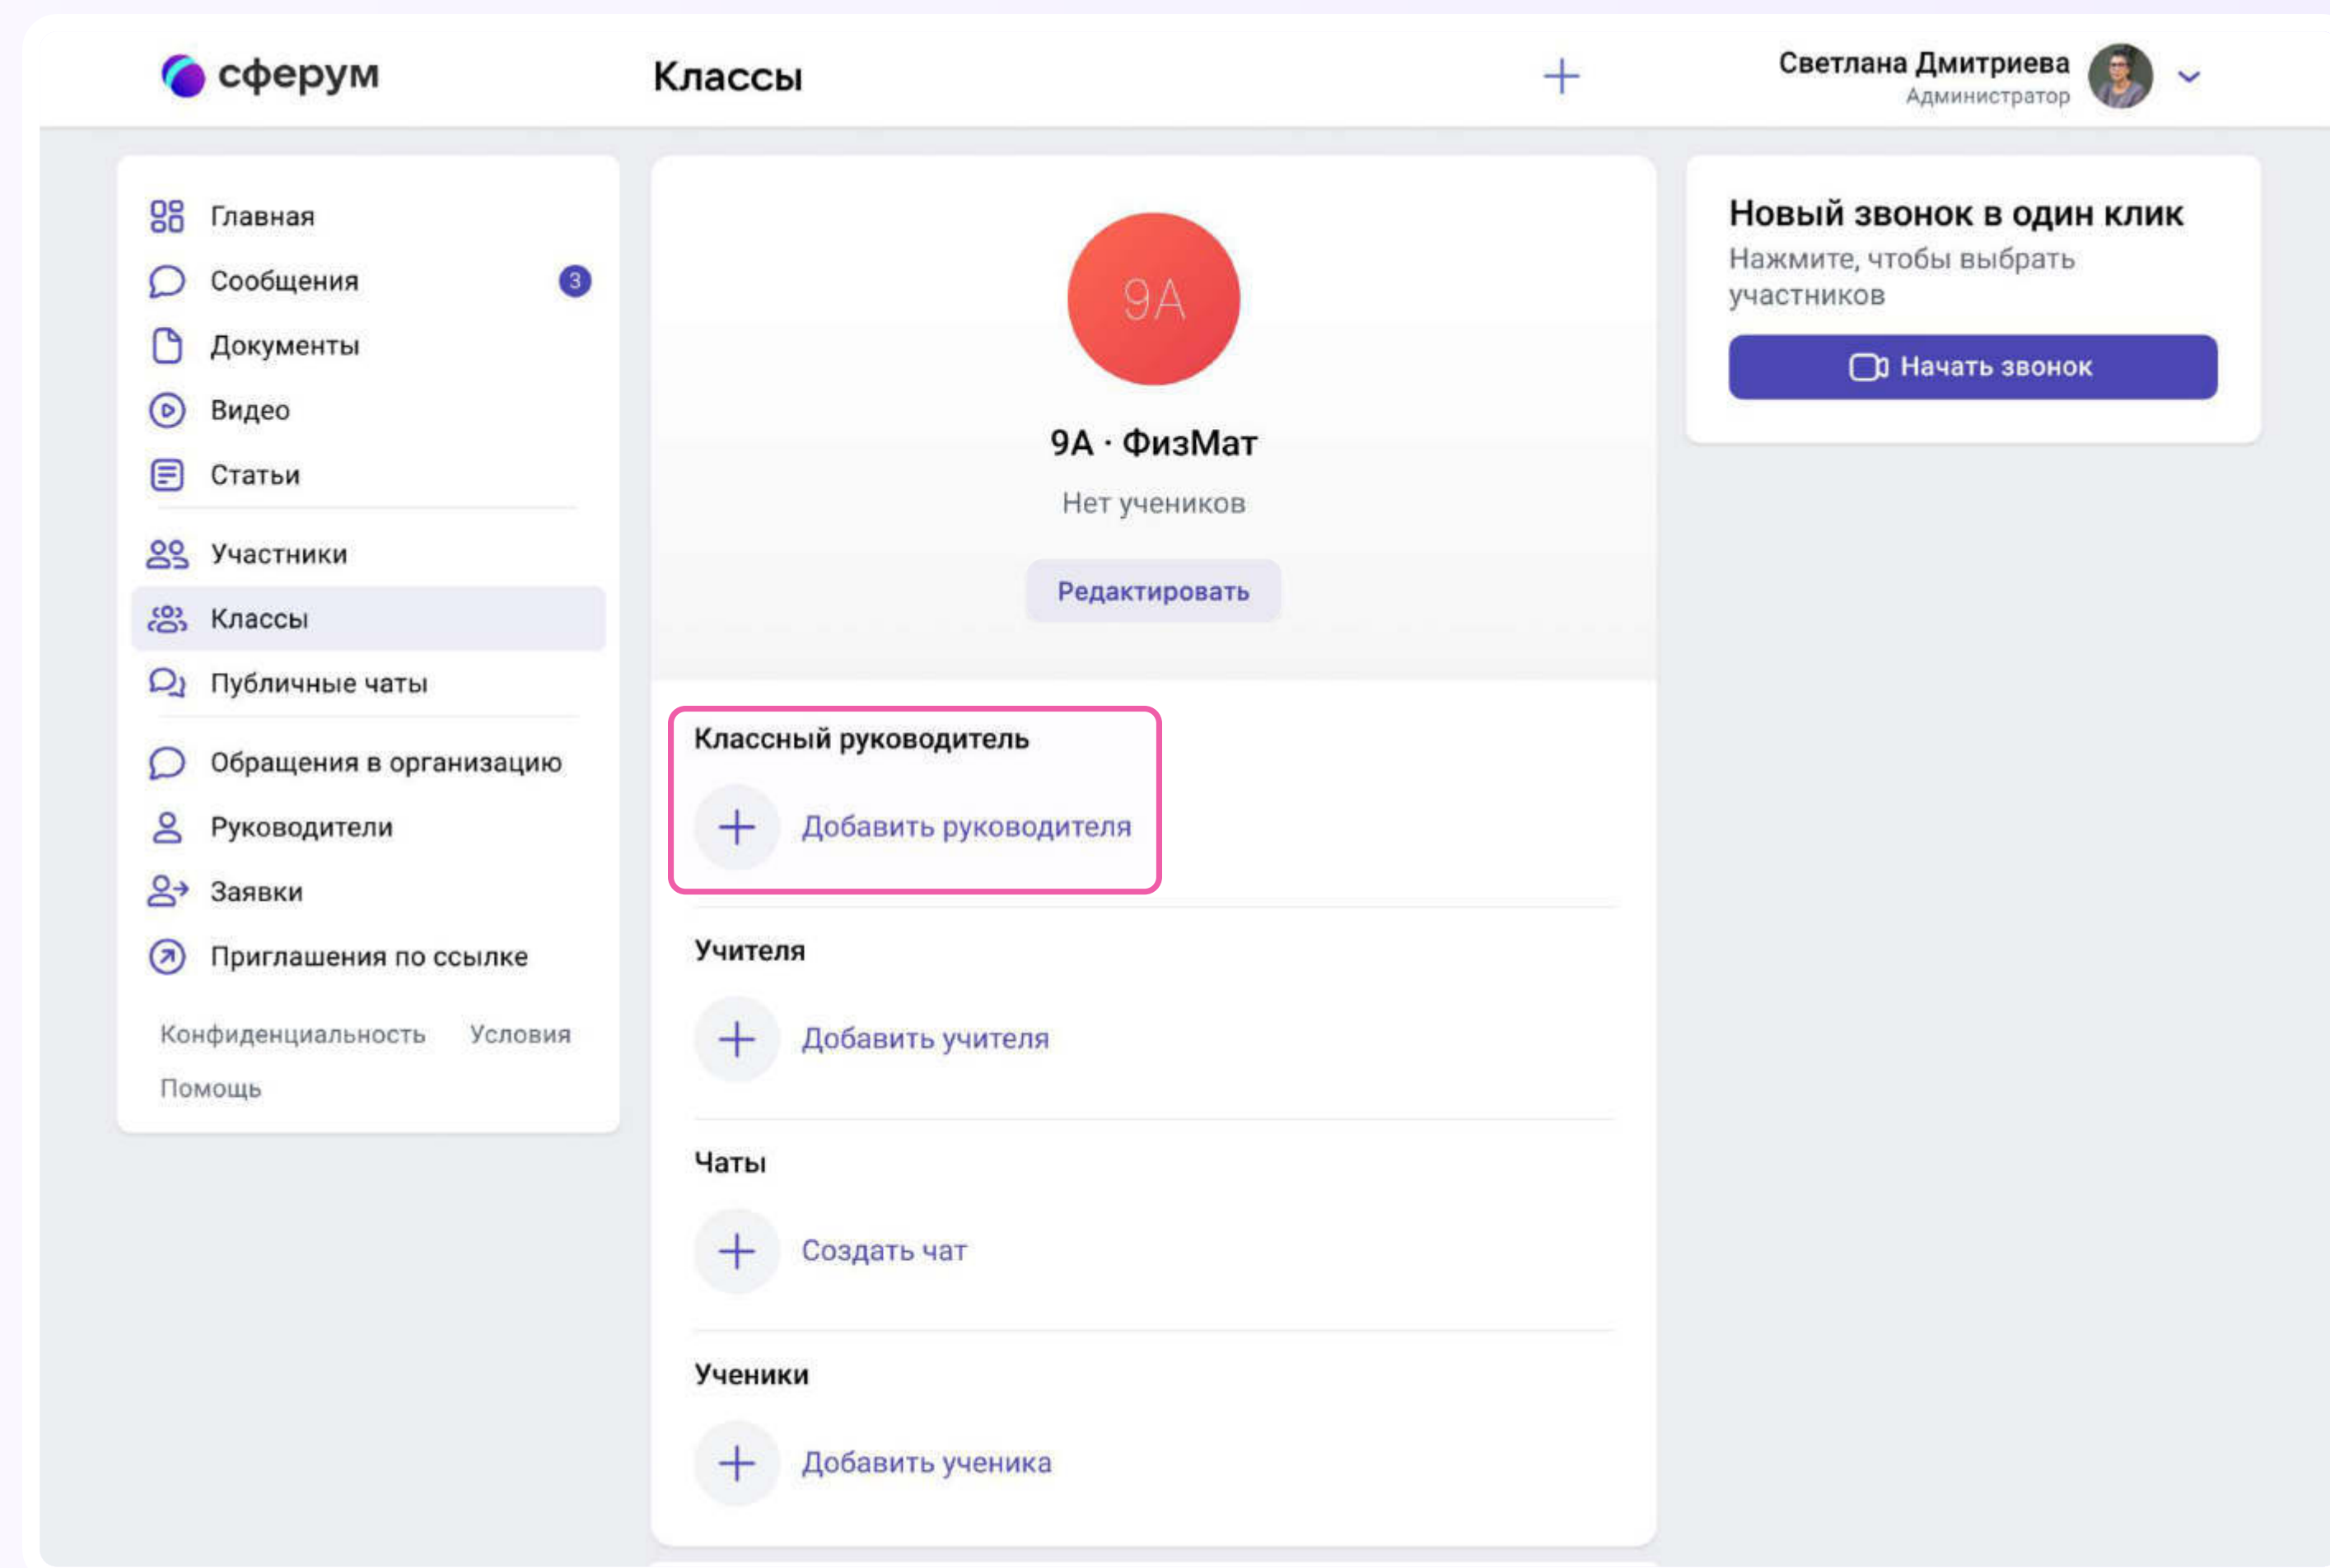 сферум
Классы
Светлана Дмитриева
Администратор
Главная
Сообщения 3
Документы
Видео
Статьи
Участники
Классы
Публичные чаты
Обращения в организацию
Руководители
Заявки
Приглашения по ссылке
Конфиденциальность Условия
Помощь
9А
9А · ФизМат
Нет учеников
Редактировать
Классный руководитель
Добавить руководителя
Учителя
Добавить учителя
Чаты
Создать чат
Ученики
Добавить ученика
Новый звонок в один клик
Нажмите, чтобы выбрать
участников
Начать звонок